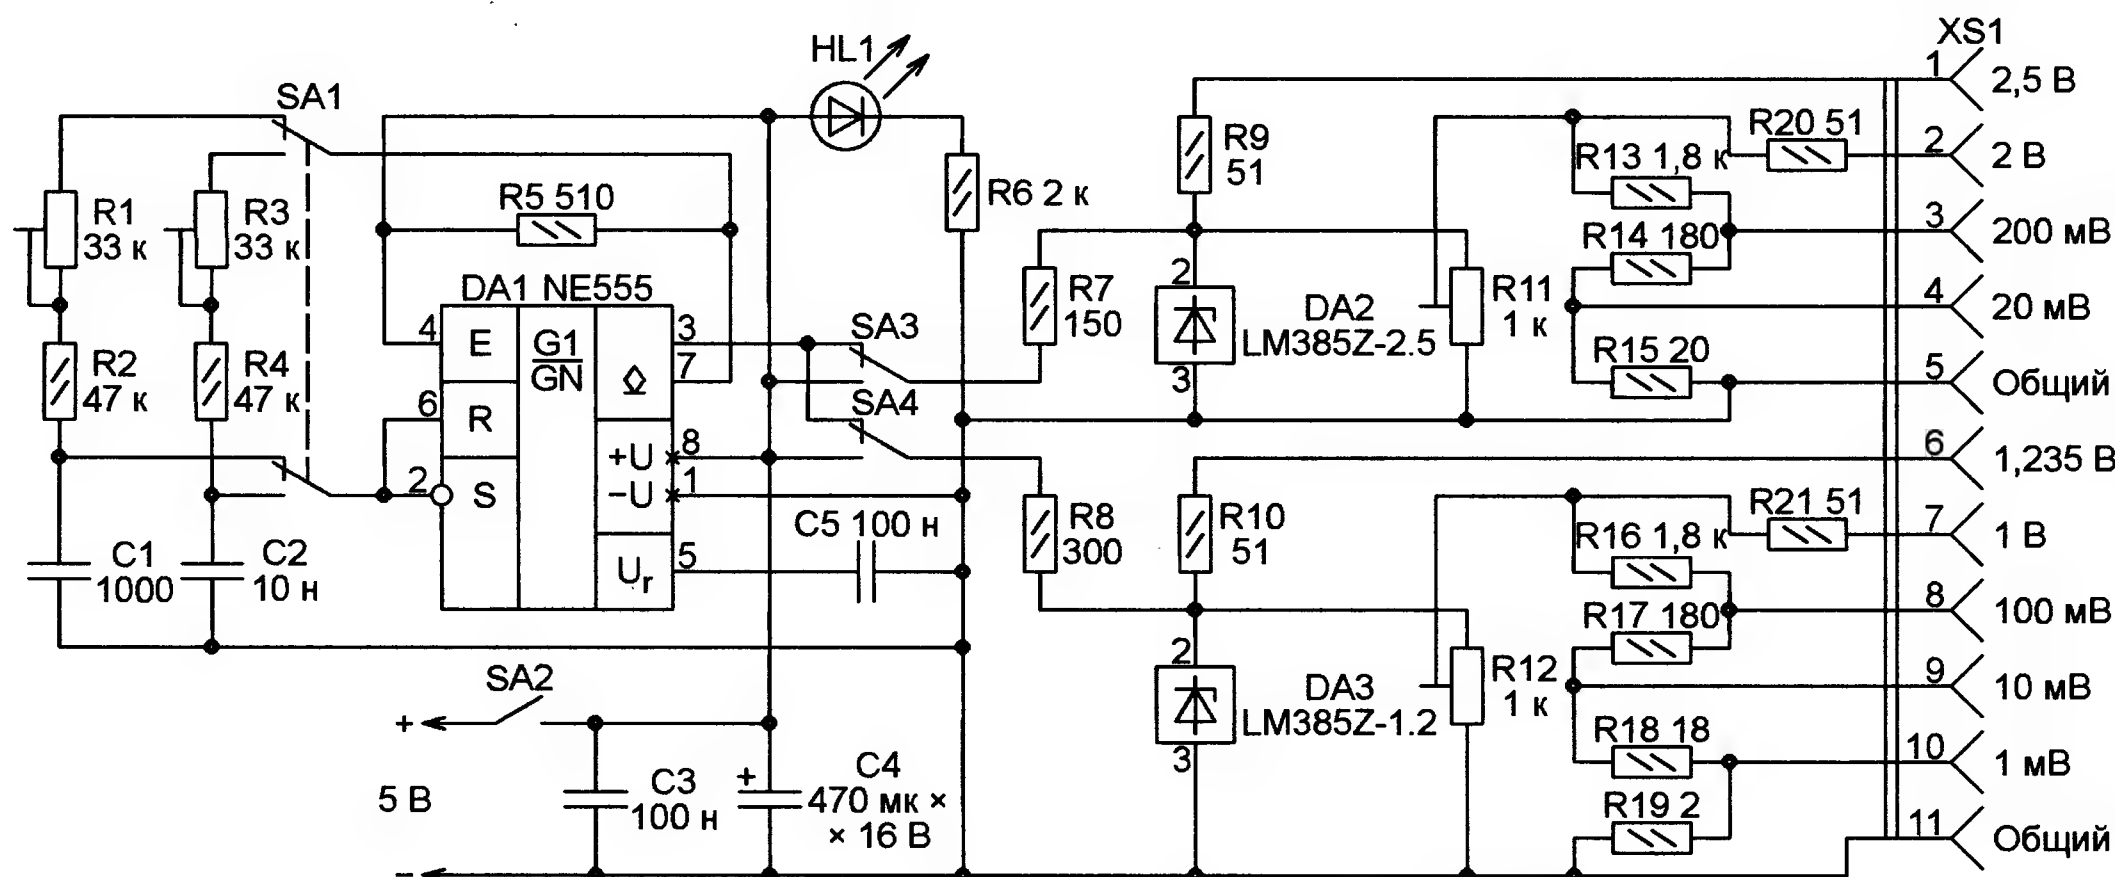 HL1
XS1
SA1
1
2,5 В
R9
51
R20 51
2
2 В
R13 1,8 к
R1
33 к
R3
33 к
R5 510
R6 2 к
3
200 мВ
R14 180
DA1 NE555
4
E
G1
GN
3
7
R
6
2
S
+U
8
−U
1
Ur
5
SA3
SA4
R7
150
2
3
DA2
LM385Z-2.5
R11
1 к
4
20 мВ
R15 20
5
Общий
R2
47 к
R4
47 к
6
1,235 В
C5 100 н
R8
300
R10
51
R21 51
7
1 В
R16 1,8 к
C1
1000
C2
10 н
8
100 мВ
R17 180
SA2
2
3
DA3
LM385Z-1.2
R12
1 к
9
10 мВ
R18 18
10
1 мВ
+
5 В
−
C3
100 н
+
C4
470 мк ×
× 16 В
R19 2
11
Общий